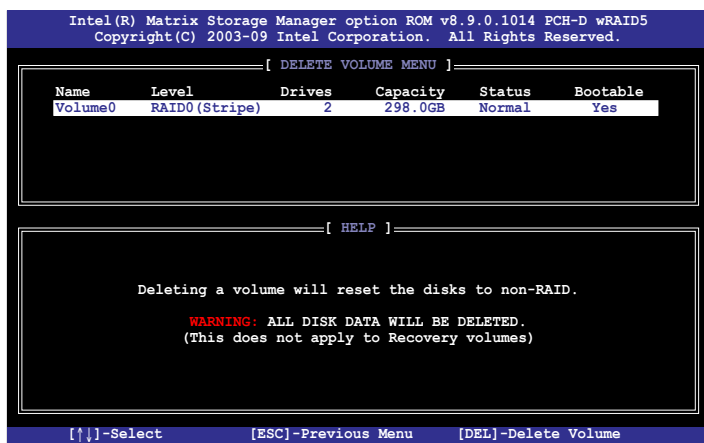 Intel(R) Matrix Storage Manager option ROM v8.9.0.1014 PCH-D wRAID5
Copyright(C) 2003-09 Intel Corporation. All Rights Reserved.
[ DELETE VOLUME MENU ]
Name Level Drives Capacity Status Bootable
Volume0 RAID0(Stripe) 2 298.0GB Normal Yes
[ HELP ]
Deleting a volume will reset the disks to non-RAID.
WARNING: ALL DISK DATA WILL BE DELETED.
(This does not apply to Recovery volumes)
[↑↓]-Select [ESC]-Previous Menu [DEL]-Delete Volume